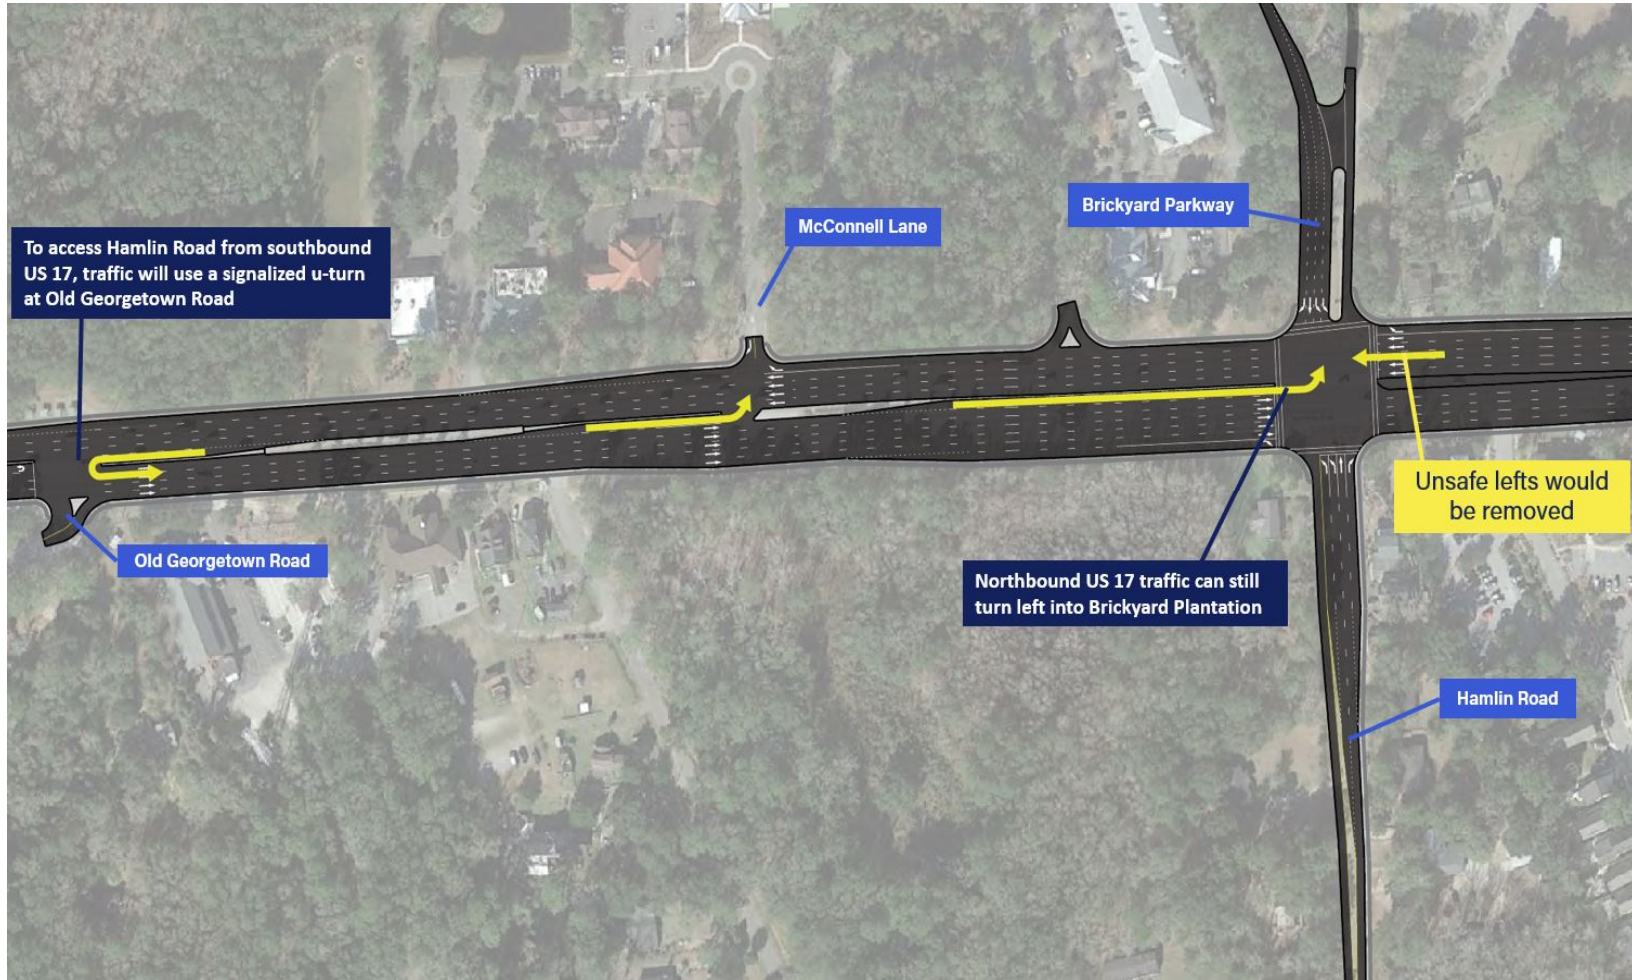 Brickyard Parkway
McConnell Lane
To access Hamlin Road from southbound
US 17, traffic will use a signalized u-turn
at Old Georgetown Road
Unsafe lefts would
be removed
Old Georgetown Road
Northbound US 17 traffic can still
turn left into Brickyard Plantation
Hamlin Road